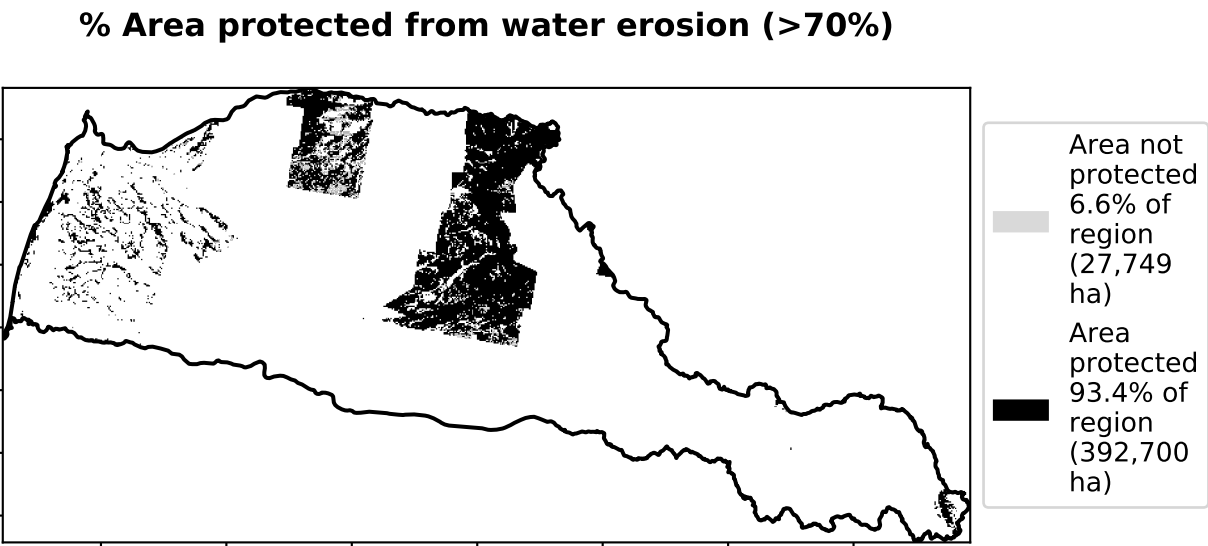 % Area protected from water erosion (>70%)
Area not
protected
6.6% of
region
(27,749
ha)
Area
protected
93.4% of
region
(392,700
ha)